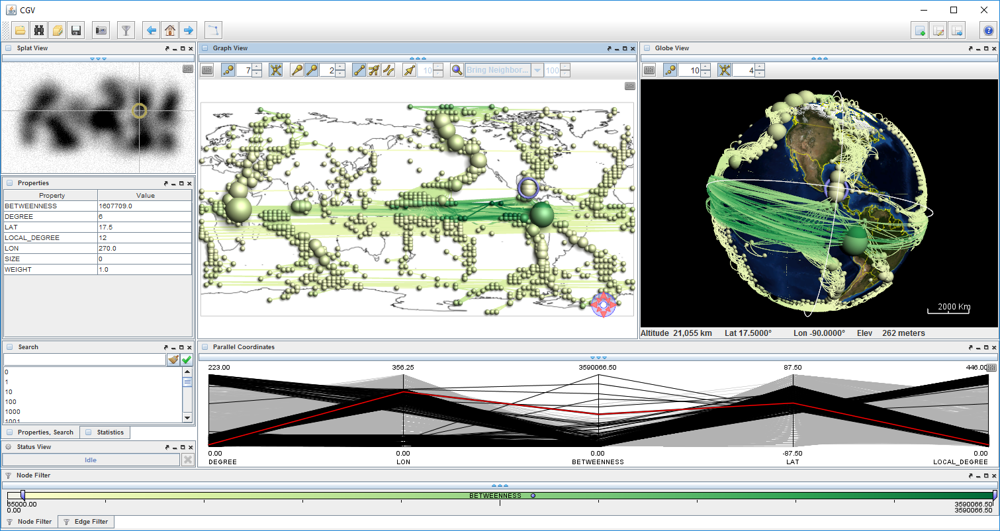 CGV
Splat View
Graph View
7
2
10
Bring Neighbor...
100
Globe View
10
4
2000 Km
Altitude 21,055 km Lat 17.5000° Lon -90.0000° Elev 262 meters
Properties
Property Value
BETWEENNESS 1607709.0
DEGREE 6
LAT 17.5
LOCAL_DEGREE 12
LON 270.0
SIZE 0
WEIGHT 1.0
Search
0
1
10
100
1000
1001
Properties, Search Statistics
Status View
Idle
Parallel Coordinates
223.00 356.25 3590066.50 87.50 446.00
0.00 0.00 0.00 -87.50 0.00
DEGREE LON BETWEENNESS LAT LOCAL_DEGREE
Node Filter
BETWEENNESS
65000.00 3590066.50
0.00 3590066.50
Node Filter Edge Filter